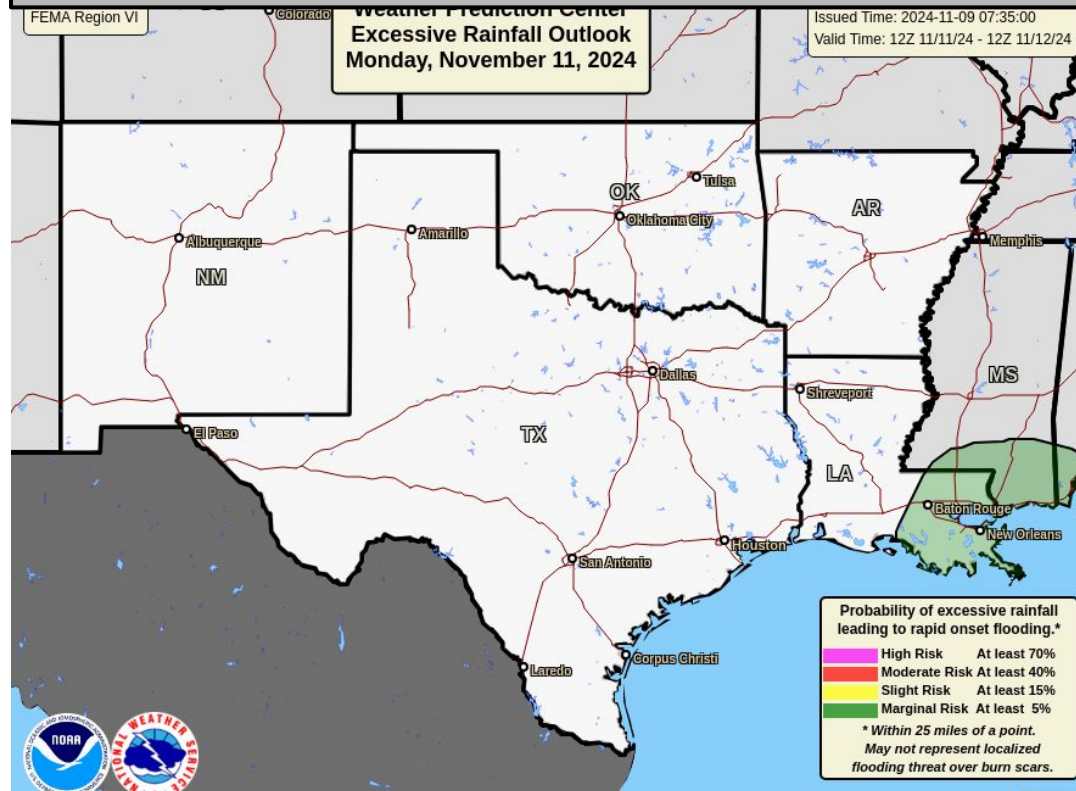 FEMA Region VI
Weather Prediction Center
Excessive Rainfall Outlook
Monday, November 11, 2024
Issued Time: 2024-11-09 07:35:00
Valid Time: 12Z 11/11/24 - 12Z 11/12/24
Colorado
Tulsa
OK
Oklahoma City
AR
Albuquerque
Amarillo
Memphis
NM
Dallas
MS
Shreveport
El Paso
TX
LA
Baton Rouge
New Orleans
Houston
San Antonio
Corpus Christi
Laredo
Probability of excessive rainfall
leading to rapid onset flooding.*
High Risk At least 70%
Moderate Risk At least 40%
Slight Risk At least 15%
Marginal Risk At least 5%
* Within 25 miles of a point.
May not represent localized
flooding threat over burn scars.
NOAA
NATIONAL WEATHER SERVICE